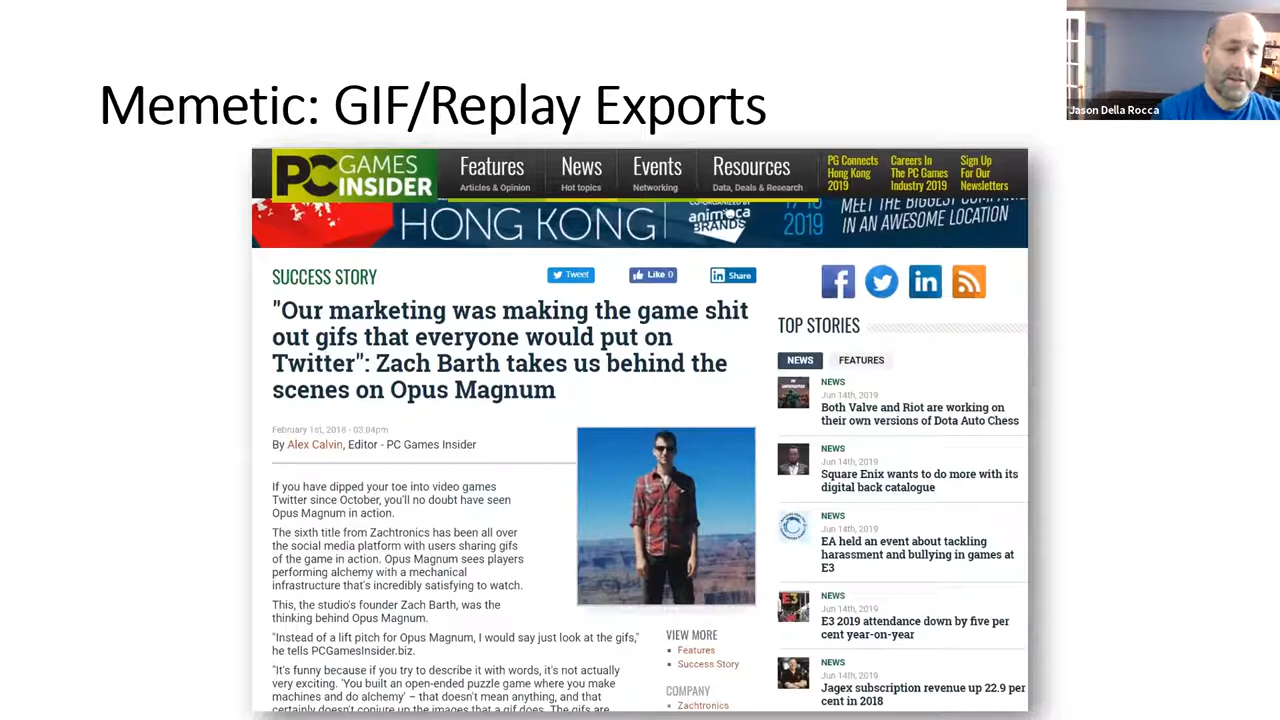 Memetic: GIF/Replay Exports
Jason Della Rocca
PC GAMES INSIDER
Features
Articles & Opinion
News
Hot topics
Events
Networking
Resources
Data, Deals & Research
PG Connects
Hong Kong
2019
Careers In
The PC Games
Industry 2019
Sign Up
For Our
Newsletters
HONG KONG
CO-ORGANIZED BY
animoca
BRANDS
2019
MEET THE BIGGEST
IN AN AWESOME LOCATION
SUCCESS STORY
Tweet
Like 0
Share
"Our marketing was making the game shit
out gifs that everyone would put on
Twitter": Zach Barth takes us behind the
scenes on Opus Magnum
February 1st, 2018 - 03:04pm
By Alex Calvin, Editor - PC Games Insider
If you have dipped your toe into video games
Twitter since October, you'll no doubt have seen
Opus Magnum in action.
The sixth title from Zachtronics has been all over
the social media platform with users sharing gifs
of the game in action. Opus Magnum sees players
performing alchemy with a mechanical
infrastructure that's incredibly satisfying to watch.
This, the studio's founder Zach Barth, was the
thinking behind Opus Magnum.
"Instead of a lift pitch for Opus Magnum, I would say just look at the gifs,"
he tells PCGamesInsider.biz.
"It's funny because if you try to describe it with words, it's not actually
very exciting. 'You built an open-ended puzzle game where you make
machines and do alchemy' – that doesn't mean anything, and that
certainly doesn't conjure up the images that a gif does. The gifs are
VIEW MORE
Features
Success Story
COMPANY
Zachtronics
TOP STORIES
NEWS
FEATURES
NEWS
Jun 14th, 2019
Both Valve and Riot are working on
their own versions of Dota Auto Chess
NEWS
Jun 14th, 2019
Square Enix wants to do more with its
digital back catalogue
NEWS
Jun 14th, 2019
EA held an event about tackling
harassment and bullying in games at
E3
NEWS
Jun 14th, 2019
E3 2019 attendance down by five per
cent year-on-year
NEWS
Jun 14th, 2019
Jagex subscription revenue up 22.9 per
cent in 2018